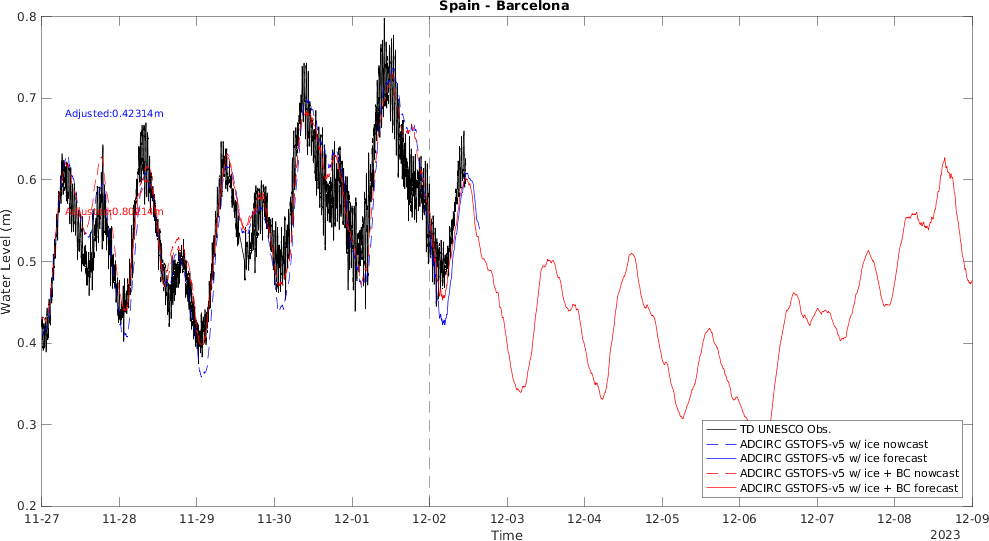 Spain - Barcelona
0.8
0.7
0.6
0.5
0.4
0.3
0.2
Water Level (m)
Adjusted:0.42314m
Adjusted:0.80214m
TD UNESCO Obs.
ADCIRC GSTOFS-v5 w/ ice nowcast
ADCIRC GSTOFS-v5 w/ ice forecast
ADCIRC GSTOFS-v5 w/ ice + BC nowcast
ADCIRC GSTOFS-v5 w/ ice + BC forecast
11-27 11-28 11-29 11-30 12-01 12-02 12-03 12-04 12-05 12-06 12-07 12-08 12-09
Time
2023